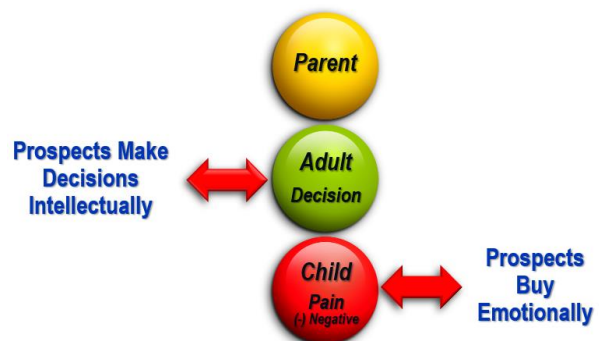 Parent
Prospects Make
Decisions
Intellectually
Adult
Decision
Child
Pain
(-) Negative
Prospects
Buy
Emotionally